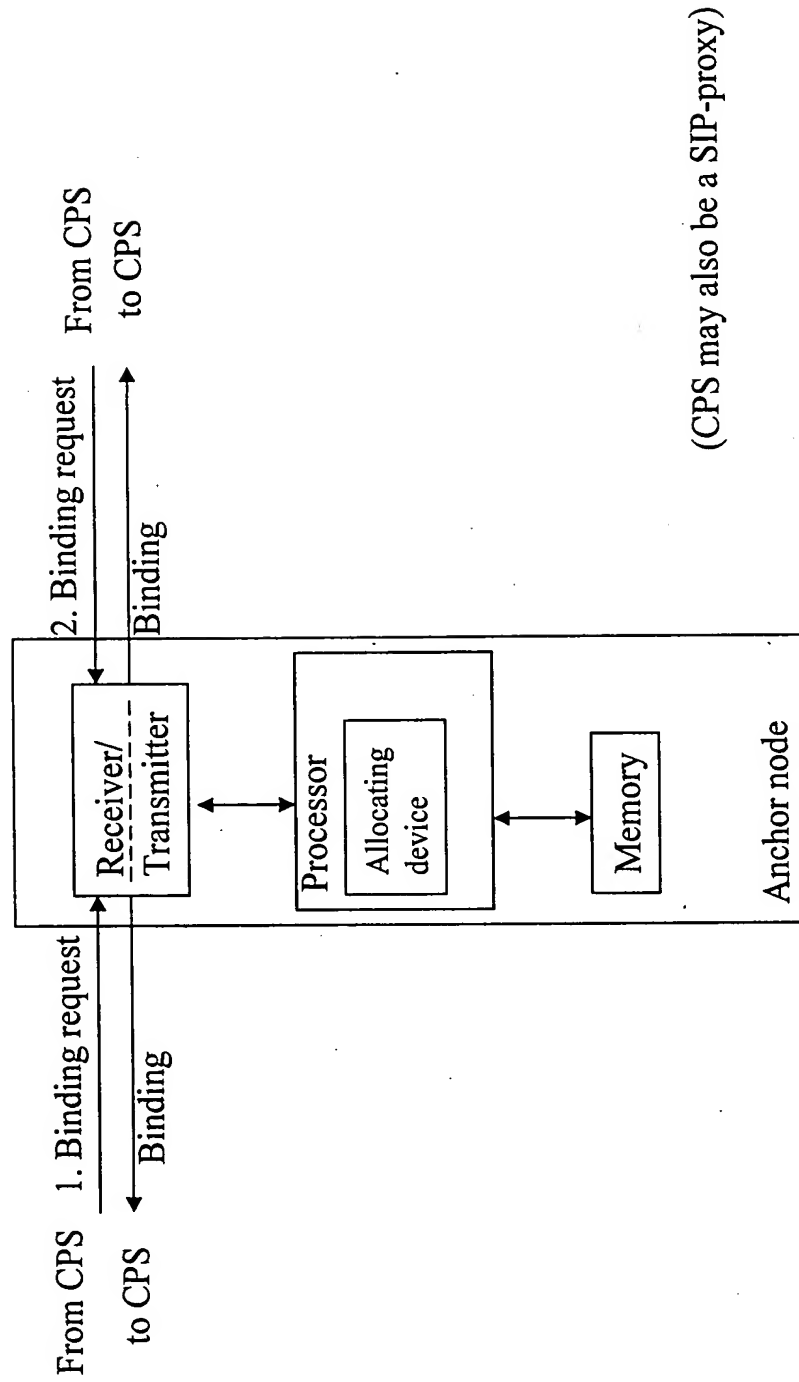 From CPS
1. Binding request
to CPS
Binding
Receiver/
Transmitter
2. Binding request
From CPS
Binding
to CPS
Processor
Allocating
device
Memory
Anchor node
(CPS may also be a SIP-proxy)